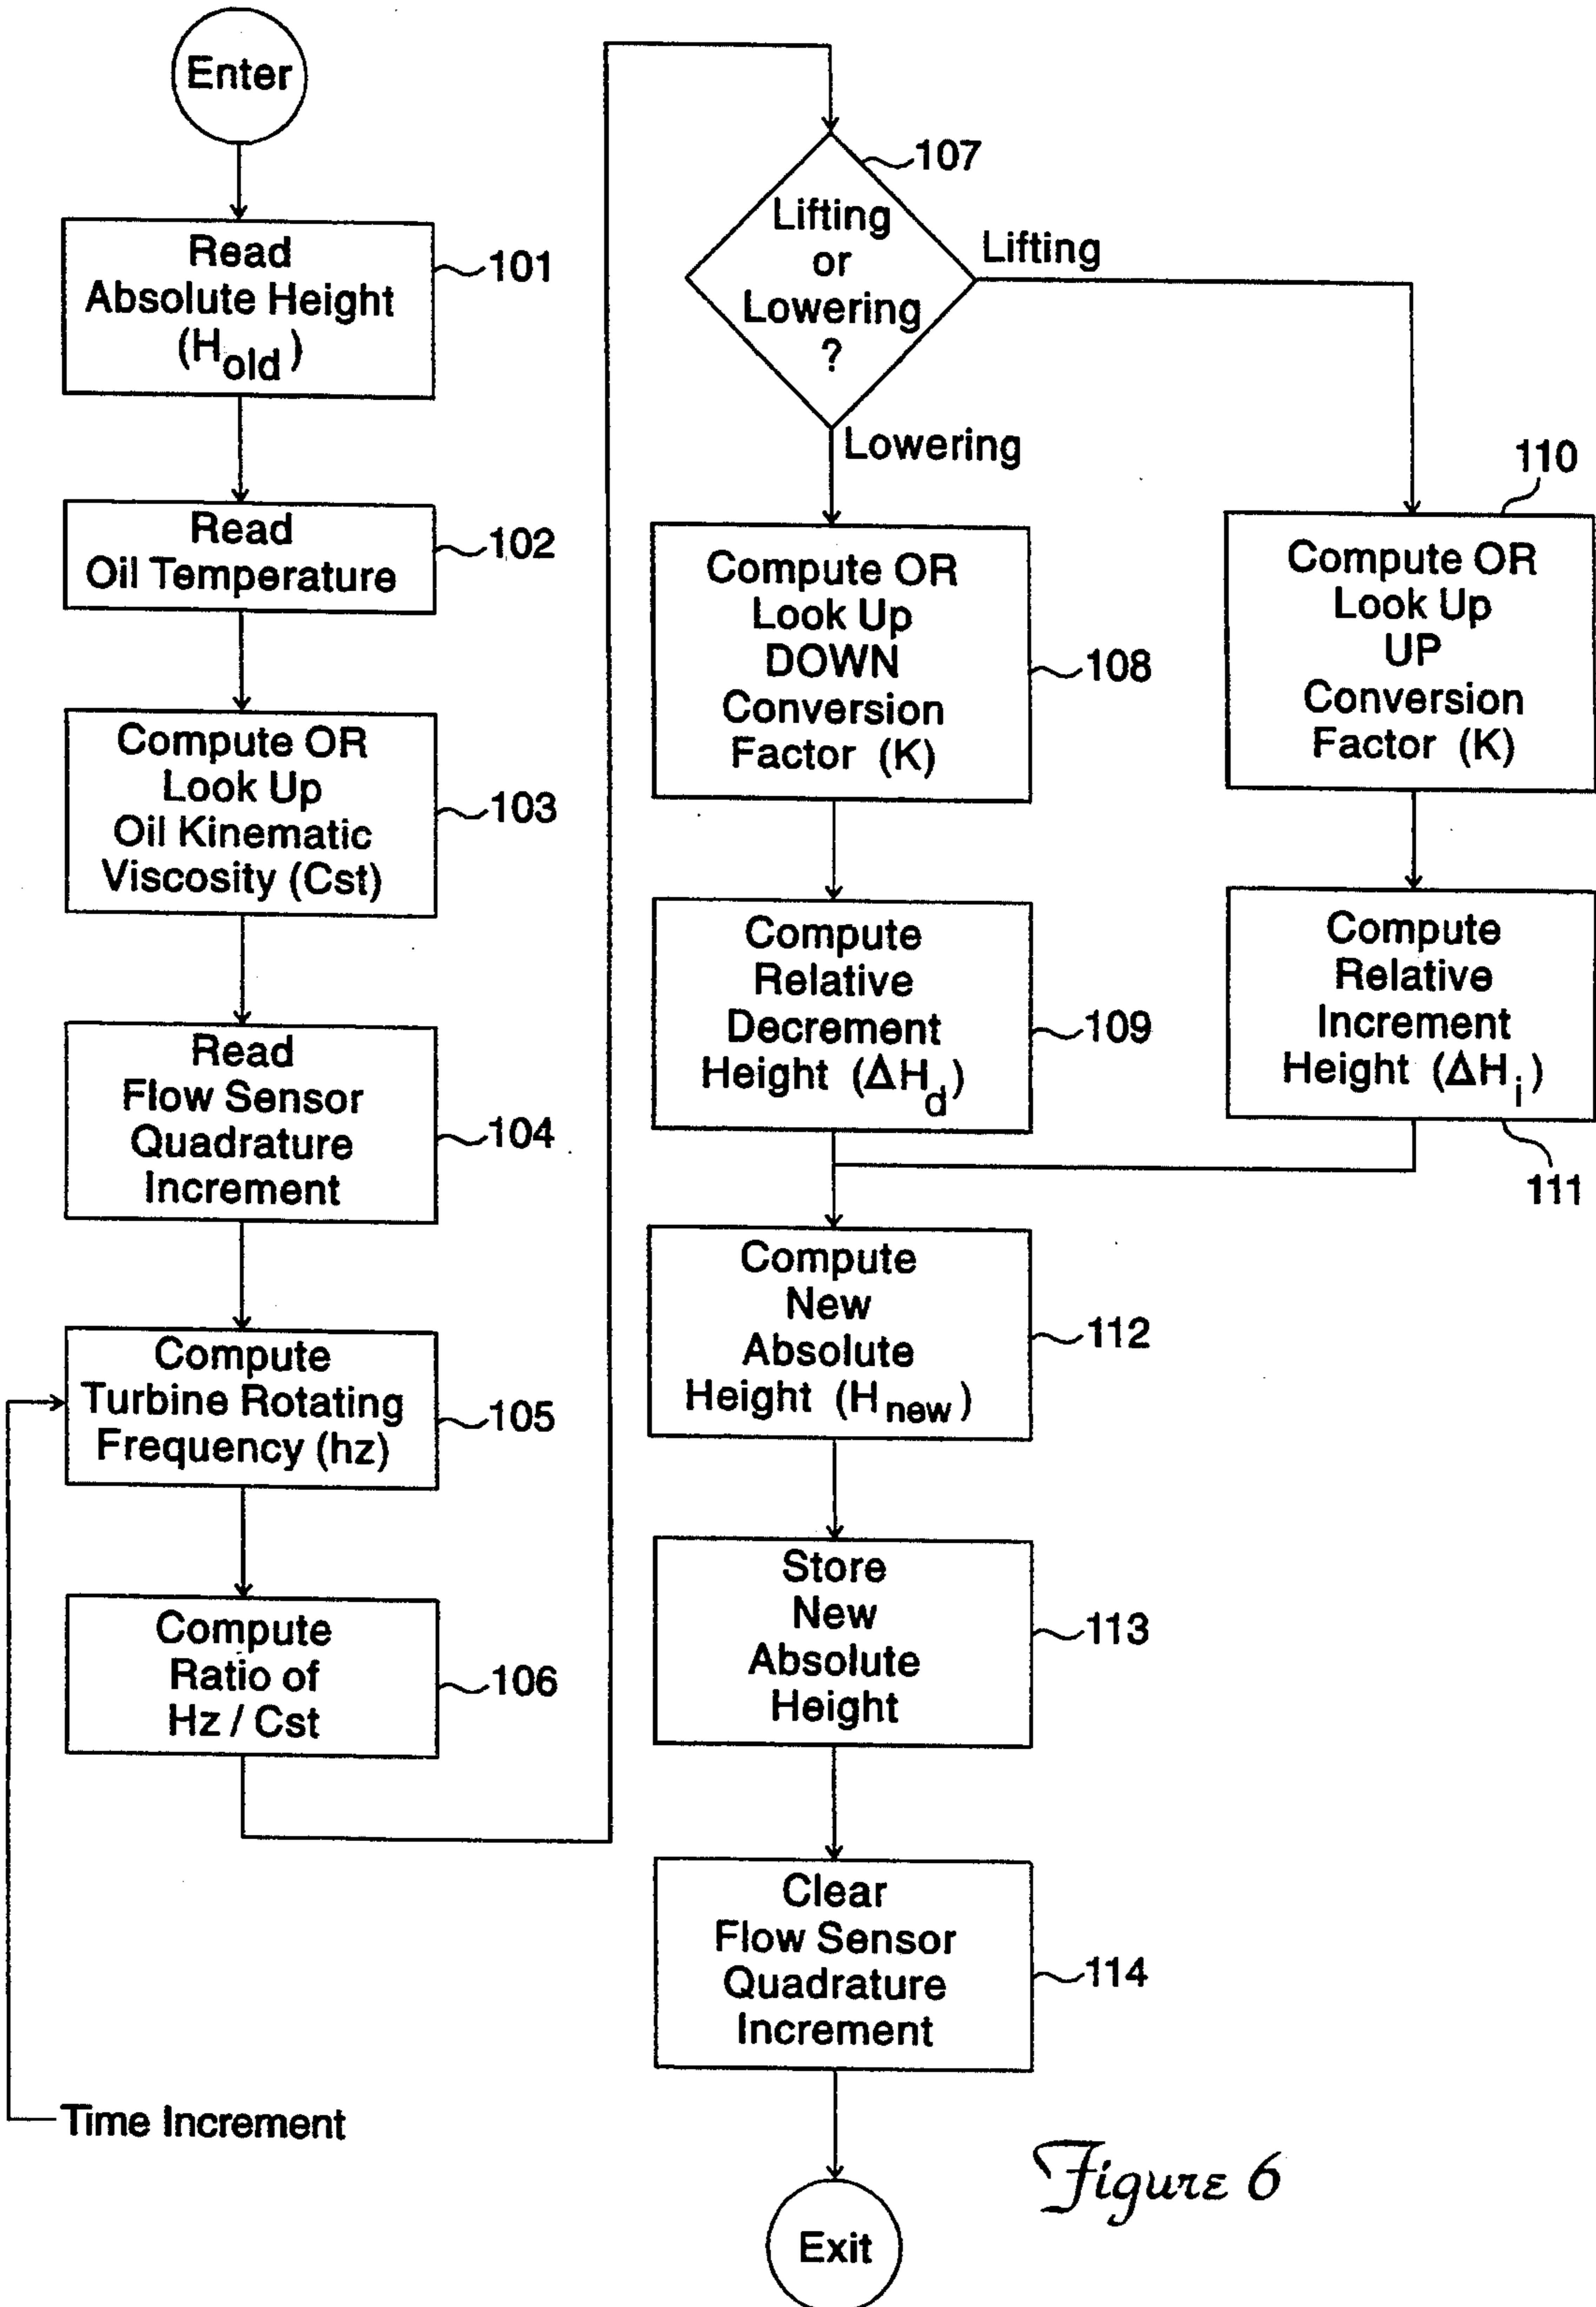 Enter
Read
Absolute Height
(H old )
101
Read
Oil Temperature
102
Compute OR
Look Up
Oil Kinematic
Viscosity (Cst)
103
Read
Flow Sensor
Quadrature
Increment
104
Compute
Turbine Rotating
Frequency (hz)
105
Compute
Ratio of
Hz / Cst
106
Time Increment
107
Lifting
or
Lowering
?
Lifting
Lowering
Compute OR
Look Up
DOWN
Conversion
Factor (K)
108
Compute
Relative
Decrement
Height (ΔH d)
109
110
Compute OR
Look Up
UP
Conversion
Factor (K)
Compute
Relative
Increment
Height (ΔH i)
111
Compute
New
Absolute
Height (H new)
112
Store
New
Absolute
Height
113
Clear
Flow Sensor
Quadrature
Increment
114
Exit
Figure 6